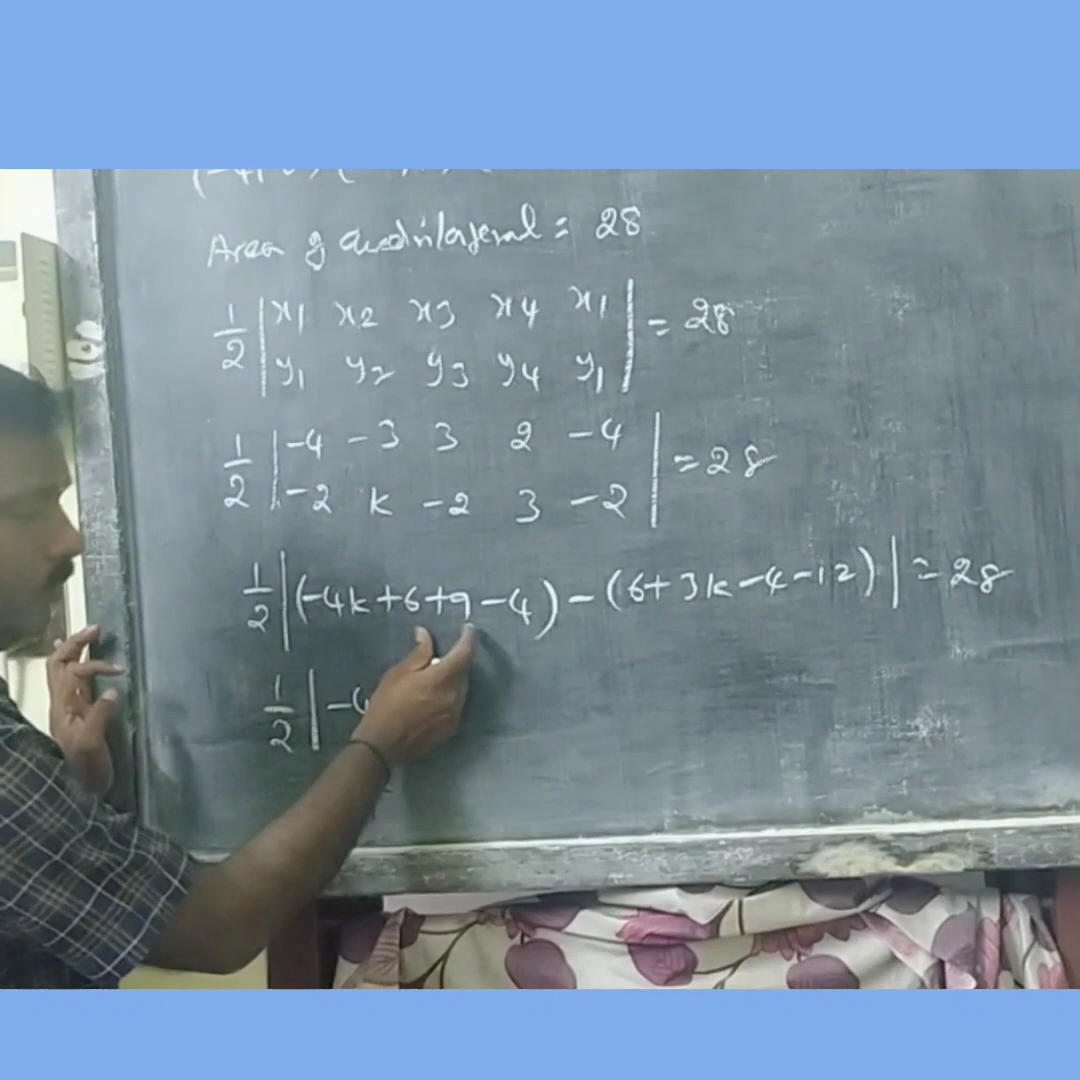 Area of quadrilateral = 28
1/2 | x1 x2 x3 x4 x1 | = 28
y1 y2 y3 y4 y1
1/2 | -4 -3 3 2 -4 | = 28
-2 k -2 3 -2
1/2 | (-4k+6+9-4) - (6+3k-4-12) | = 28
1/2 | -4